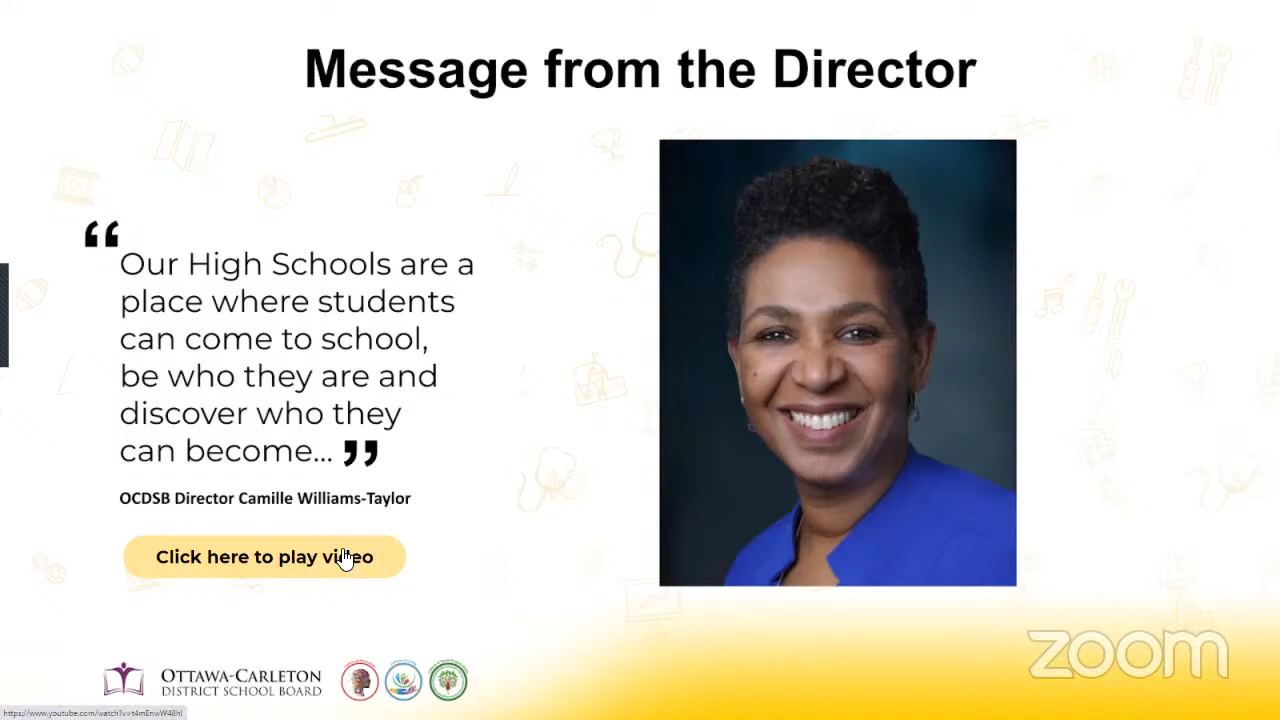 Message from the Director
“
Our High Schools are a
place where students
can come to school,
be who they are and
discover who they
can become... ”
OCDSB Director Camille Williams-Taylor
Click here to play video
OTTAWA-CARLETON
DISTRICT SCHOOL BOARD
zoom